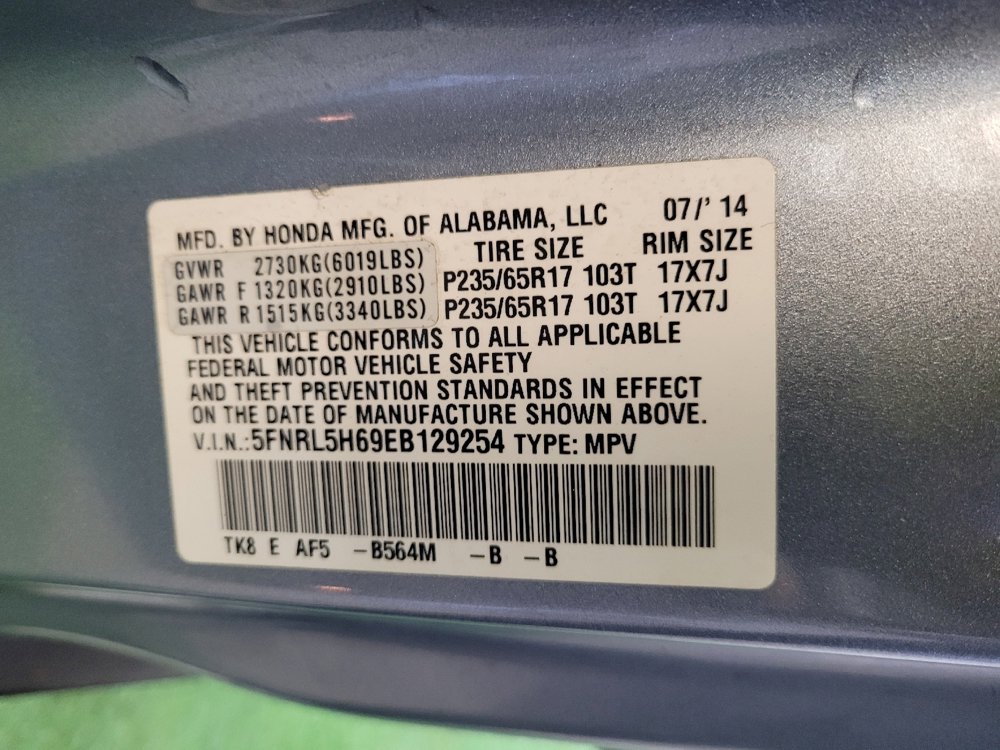 MFD. BY HONDA MFG. OF ALABAMA, LLC 07/' 14
TIRE SIZE RIM SIZE
GVWR 2730KG(6019LBS)
GAWR F 1320KG(2910LBS) P235/65R17 103T 17X7J
GAWR R 1515KG(3340LBS) P235/65R17 103T 17X7J
THIS VEHICLE CONFORMS TO ALL APPLICABLE
FEDERAL MOTOR VEHICLE SAFETY
AND THEFT PREVENTION STANDARDS IN EFFECT
ON THE DATE OF MANUFACTURE SHOWN ABOVE.
V.I.N.:5FNRL5H69EB129254 TYPE: MPV
TK8 E AF5 -B564M -B -B